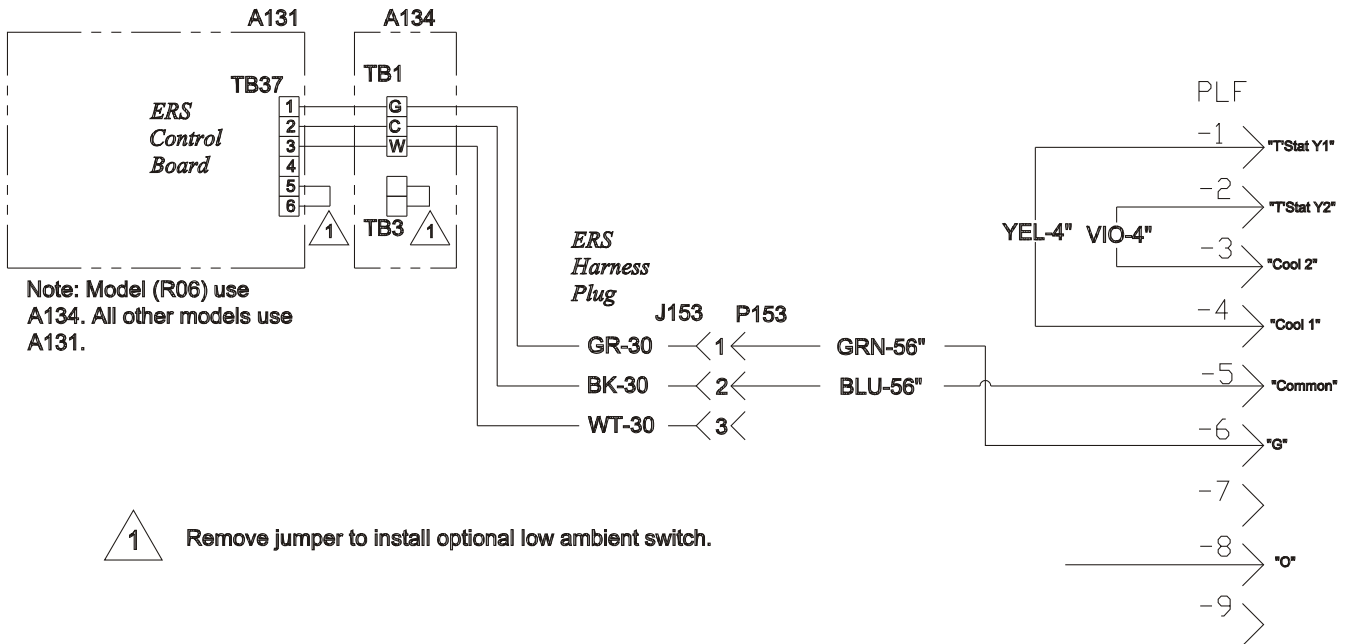 A131
A134
TB37
TB1
ERS
Control
Board
1
2
3
4
5
6
G
C
W
1
TB3
1
Note: Model (R06) use
A134. All other models use
A131.
ERS
Harness
Plug
J153
P153
GR-30
1
GRN-56"
BK-30
2
BLU-56"
WT-30
3
PLF
-1
"T'Stat Y1"
-2
"T'Stat Y2"
YEL-4"
VIO-4"
-3
"Cool 2"
-4
"Cool 1"
-5
"Common"
-6
"G"
-7
-8
"O"
-9
1
Remove jumper to install optional low ambient switch.